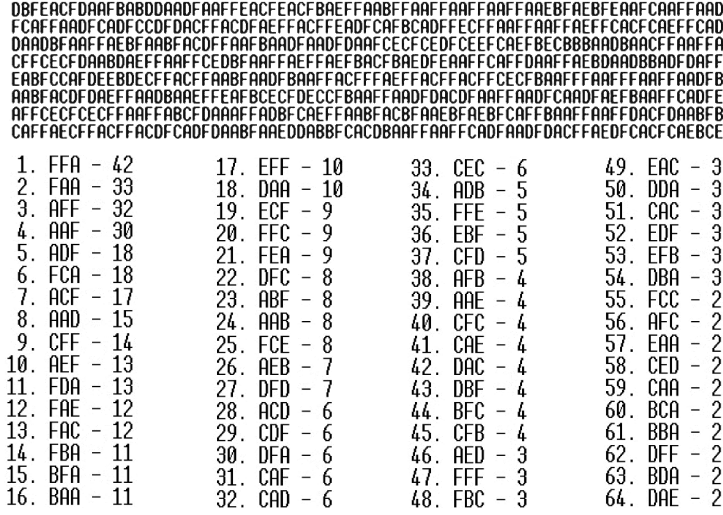 DBFEACFDAAFBABDDAADFAAFFEACFEACFBAEFFAABFFAAFFAAFFAAFFAAEBFAEBFEAAFCAAFFAAD
FCAFFAADFCADFCCDFDACFFACDFAEFFACFFEADFCAFBCADFFACFFAAFFACFFACADFFACFCAEFFCAD
DAADBFAAFFAEBFAABFACDFAAFBAADFAADFDAAFCECFCEDFCEEFCAEFBECBBBAADBAACFFAAFFA
CFFCECFDAABDAEFFAAFFCEDBFAAFFAEFFAEFBACFBAEDFEAAFFCAFFDAAFFAAEBDAADBBADFDAFF
EABFCCAFDEEBDECFFACFFAABFAADFBAAFFACFFFAEFFACFFACFFCECFBAAFFFAAFFFAFFFAADFB
AABFACDFDAEFFAADBAAEFFEAFBCECFDECCFBAAFFAADFDACDFAAFFAADFCAADFAEFBAAFFCADFE
AFFCECFCECFFAAFFABCFDAAAFFADBFCAEFFAABFACBFAAEBFAEBFCAFFBAAFFAAFFDACFDAABFB
CAFFAECFFACFFACDFCADFDAABFAAEDDABBFCACDBAAFFAAFFCADFAADFDACFFAEDFCACFCAEBCE
1. FFA - 42
2. FAA - 33
3. AFF - 32
4. AAF - 30
5. ADF - 18
6. FCA - 18
7. ACF - 17
8. AAD - 15
9. CFF - 14
10. AEF - 13
11. FDA - 13
12. FAE - 12
13. FAC - 12
14. FBA - 11
15. BFA - 11
16. BAA - 11
17. EFF - 10
18. DAA - 10
19. ECF - 9
20. FFC - 9
21. FEA - 9
22. DFC - 8
23. ABF - 8
24. AAB - 8
25. FCE - 8
26. AEB - 7
27. DFD - 7
28. ACD - 6
29. CDF - 6
30. DFA - 6
31. CAF - 6
32. CAD - 6
33. CEC - 6
34. ADB - 5
35. FFE - 5
36. EBF - 5
37. CFD - 5
38. AFB - 4
39. AAE - 4
40. CFC - 4
41. CAE - 4
42. DAC - 4
43. DBF - 4
44. BFC - 4
45. CFB - 4
46. AED - 3
47. FFF - 3
48. FBC - 3
49. EAC - 3
50. DDA - 3
51. CAC - 3
52. EDF - 3
53. EFB - 3
54. DBA - 3
55. FCC - 2
56. AFC - 2
57. EAA - 2
58. CED - 2
59. CAA - 2
60. BCA - 2
61. BBA - 2
62. DFF - 2
63. BDA - 2
64. DAE - 2